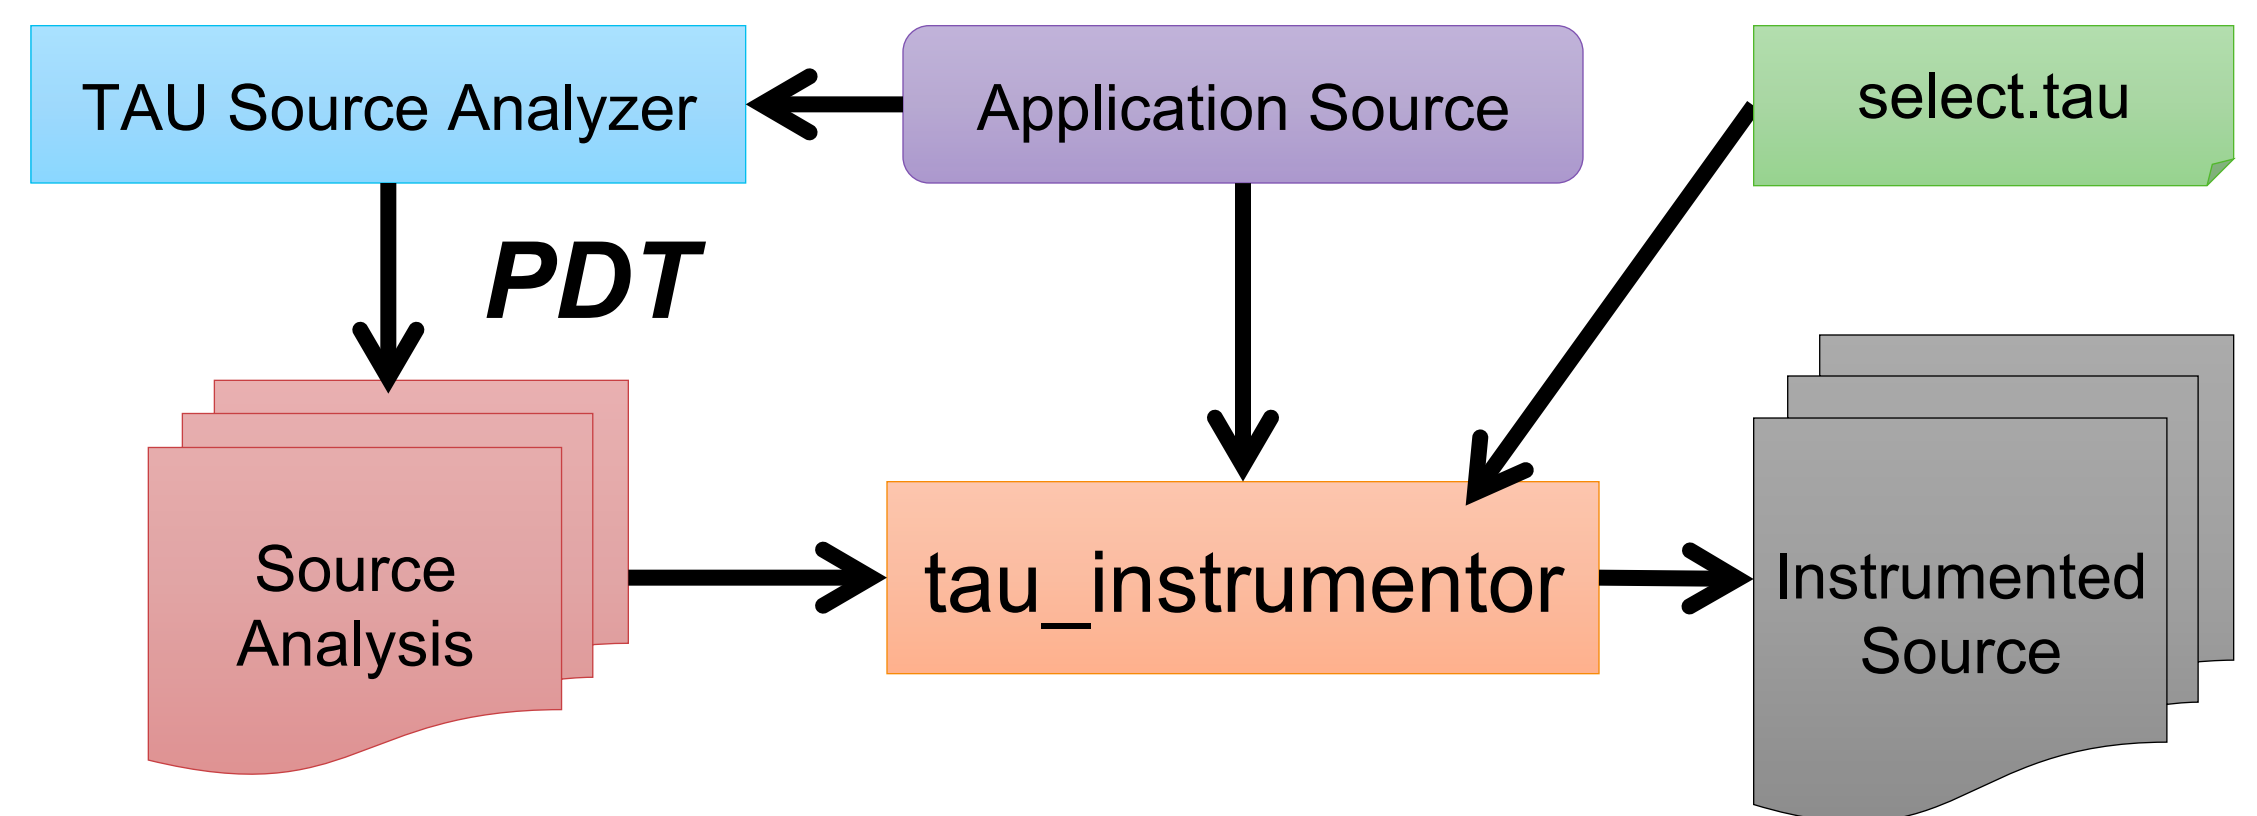 TAU Source Analyzer
Application Source
select.tau
PDT
Source
Analysis
tau_instrumentor
Instrumented
Source